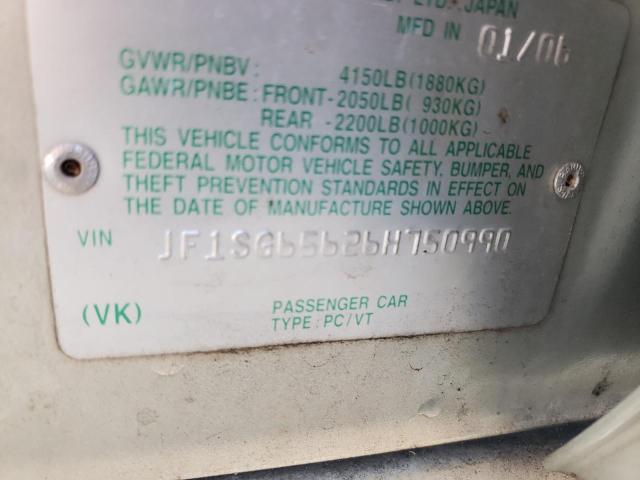 LTD. JAPAN
MFD IN 01/06
GVWR/PNBV: 4150LB(1880KG)
GAWR/PNBE: FRONT-2050LB( 930KG)
REAR -2200LB(1000KG)
THIS VEHICLE CONFORMS TO ALL APPLICABLE
FEDERAL MOTOR VEHICLE SAFETY, BUMPER, AND
THEFT PREVENTION STANDARDS IN EFFECT ON
THE DATE OF MANUFACTURE SHOWN ABOVE.
VIN JF1SG65626H750990
(VK) PASSENGER CAR
TYPE: PC/VT